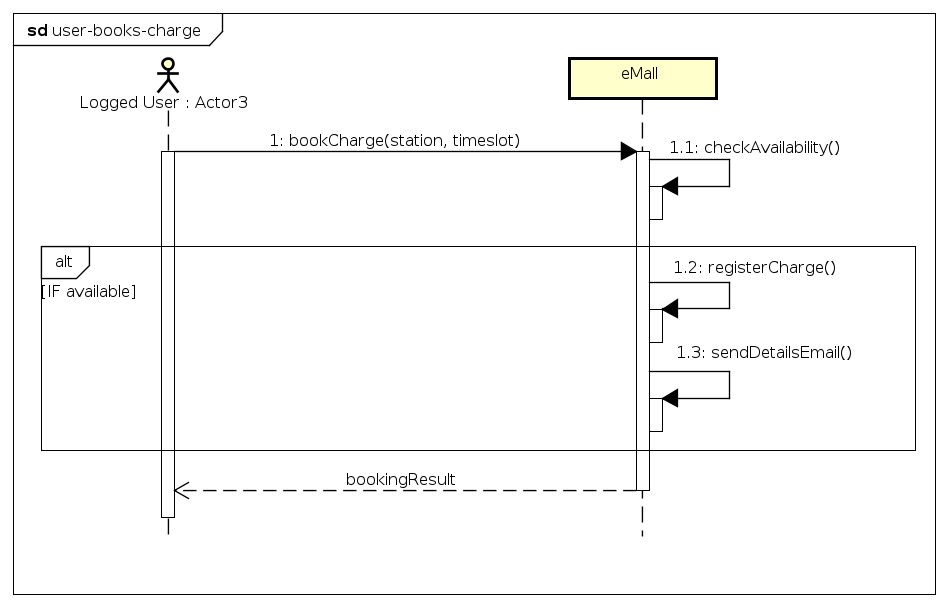 sd user-books-charge
Logged User : Actor3
eMall
1: bookCharge(station, timeslot)
1.1: checkAvailability()
alt
[IF available]
1.2: registerCharge()
1.3: sendDetailsEmail()
bookingResult